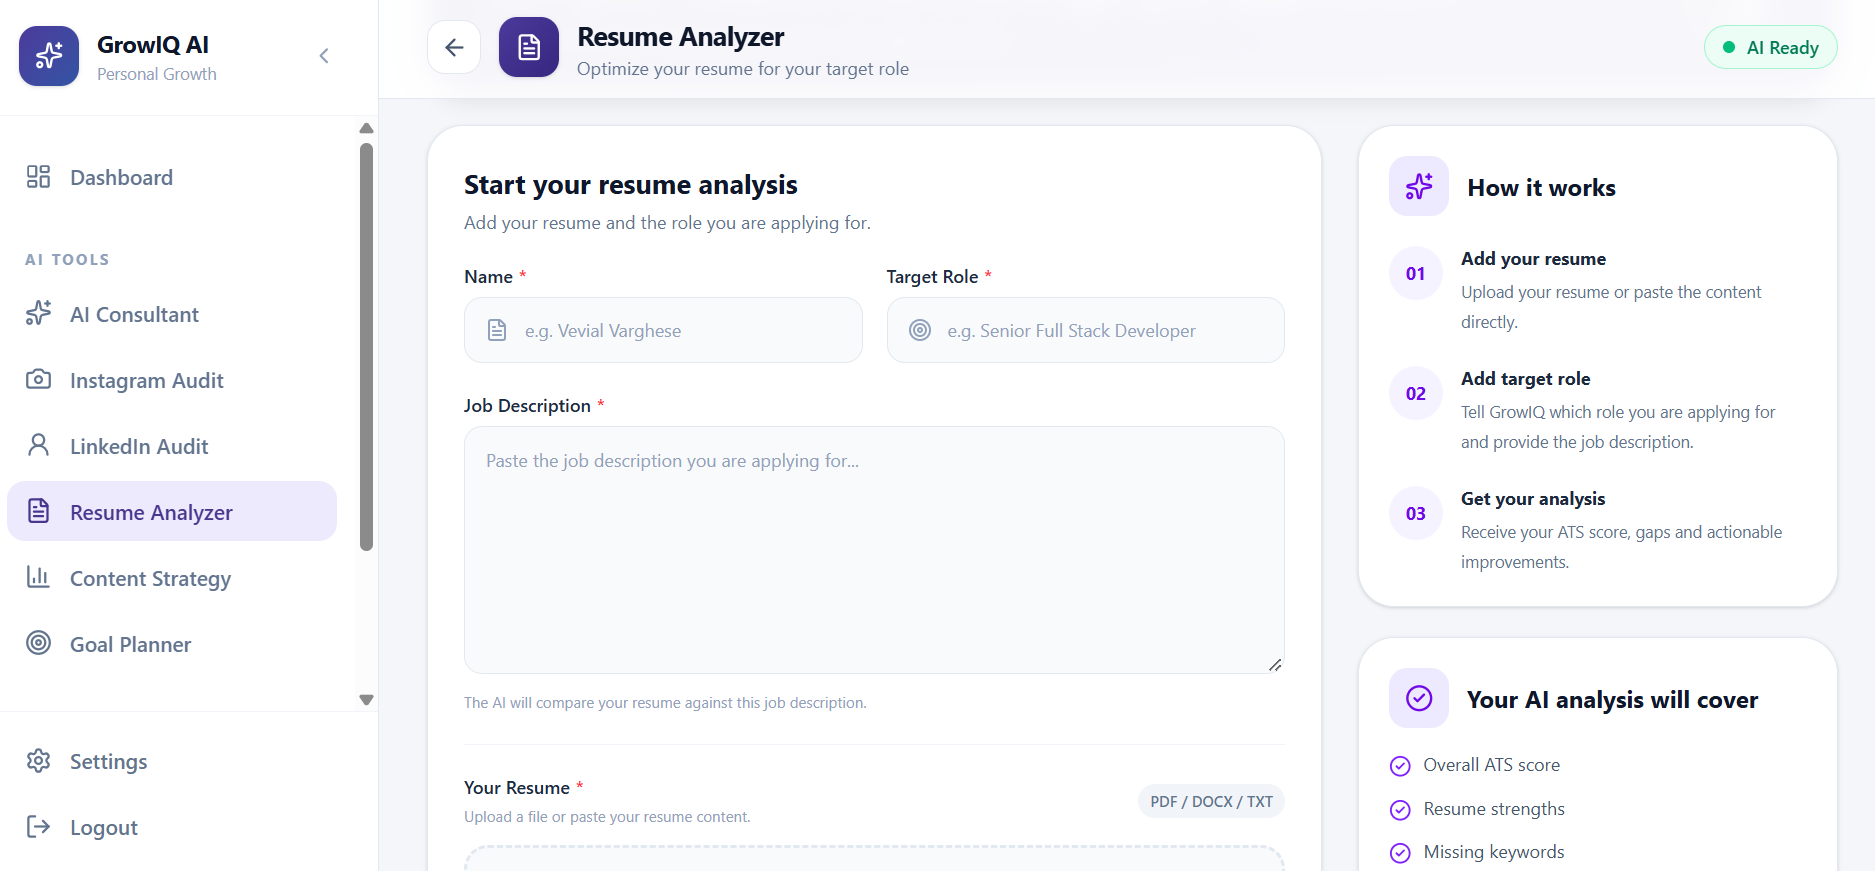 GrowIQ AI
Personal Growth
Dashboard
AI TOOLS
AI Consultant
Instagram Audit
LinkedIn Audit
Resume Analyzer
Content Strategy
Goal Planner
Settings
Logout
Resume Analyzer
Optimize your resume for your target role
AI Ready
Start your resume analysis
Add your resume and the role you are applying for.
Name *
e.g. Vevial Varghese
Target Role *
e.g. Senior Full Stack Developer
Job Description *
Paste the job description you are applying for...
The AI will compare your resume against this job description.
Your Resume *
Upload a file or paste your resume content.
PDF / DOCX / TXT
How it works
01
Add your resume
Upload your resume or paste the content
directly.
02
Add target role
Tell GrowIQ which role you are applying for
and provide the job description.
03
Get your analysis
Receive your ATS score, gaps and actionable
improvements.
Your AI analysis will cover
Overall ATS score
Resume strengths
Missing keywords